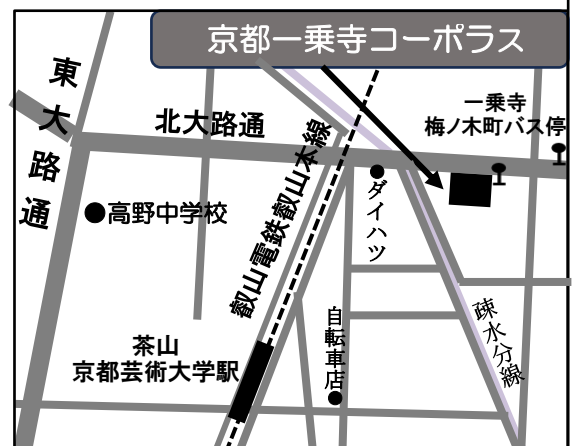 京都一乗寺コーポラス
東大路通
北大路通
一乗寺
梅ノ木町バス停
叡山電鉄叡山本線
ダイハツ
高野中学校
疏水分線
自転車店
茶山
京都芸術大学駅